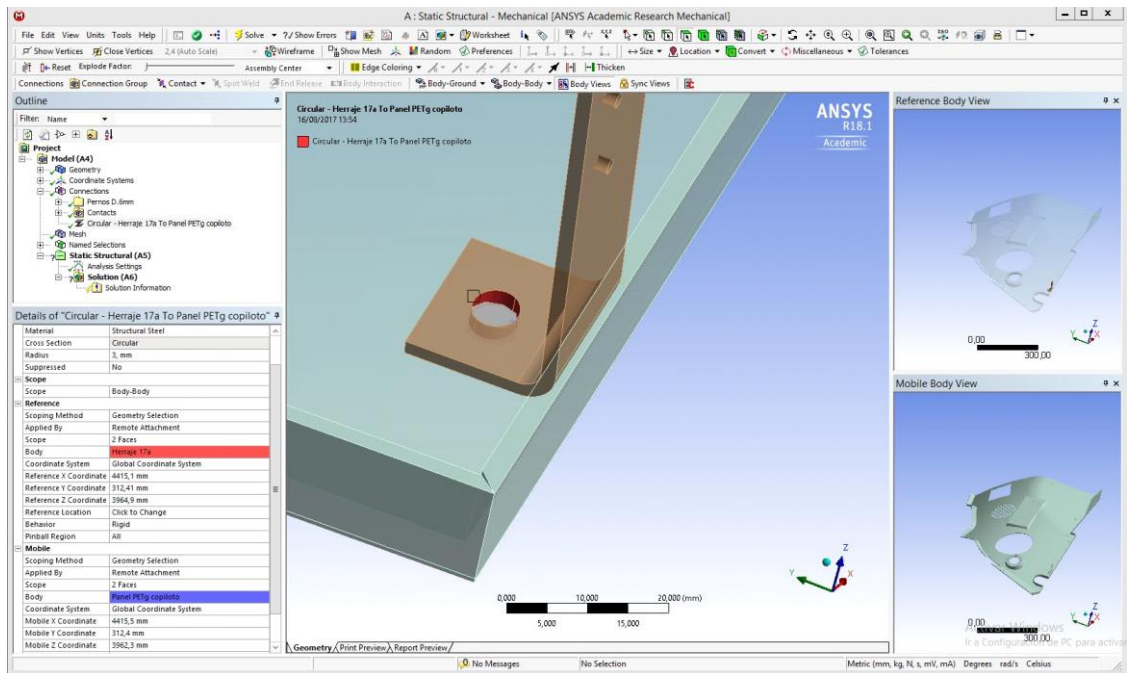 A : Static Structural - Mechanical [ANSYS Academic Research Mechanical]
File Edit View Units Tools Help Solve ?/ Show Errors Worksheet
Show Vertices Close Vertices 2,4 (Auto Scale) Wireframe Show Mesh Random Preferences Size Location Convert Miscellaneous Tolerances
Reset Explode Factor: Assembly Center Edge Coloring Thicken
Connections Connection Group Contact Spot Weld End Release Body Interaction Body-Ground Body-Body Body Views Sync Views
Outline
Filter: Name
Project
Model (A4)
Geometry
Coordinate Systems
Connections
Pernos D.6mm
Contacts
Circular - Herraje 17a To Panel PETg copiloto
Mesh
Named Selections
Static Structural (A5)
Analysis Settings
Solution (A6)
Solution Information
Details of "Circular - Herraje 17a To Panel PETg copiloto"
Material Structural Steel
Cross Section Circular
Radius 3, mm
Suppressed No
Scope
Scope Body-Body
Reference
Scoping Method Geometry Selection
Applied By Remote Attachment
Scope 2 Faces
Body Herraje 17a
Coordinate System Global Coordinate System
Reference X Coordinate 4415,1 mm
Reference Y Coordinate 312,41 mm
Reference Z Coordinate 3964,9 mm
Reference Location Click to Change
Behavior Rigid
Pinball Region All
Mobile
Scoping Method Geometry Selection
Applied By Remote Attachment
Scope 2 Faces
Body Panel PETg copiloto
Coordinate System Global Coordinate System
Mobile X Coordinate 4415,5 mm
Mobile Y Coordinate 312,4 mm
Mobile Z Coordinate 3962,3 mm
Circular - Herraje 17a To Panel PETg copiloto
16/08/2017 13:54
Circular - Herraje 17a To Panel PETg copiloto
ANSYS
R18.1
Academic
Z
Y
X
0,000 10,000 20,000 (mm)
5,000 15,000
Geometry Print Preview Report Preview
Reference Body View
Z
Y X
0,00
300,00
Mobile Body View
Z
Y X
0,00
300,00
Activar Windows
Ir a Configuración de PC para activar
No Messages No Selection Metric (mm, kg, N, s, mV, mA) Degrees rad/s Celsius